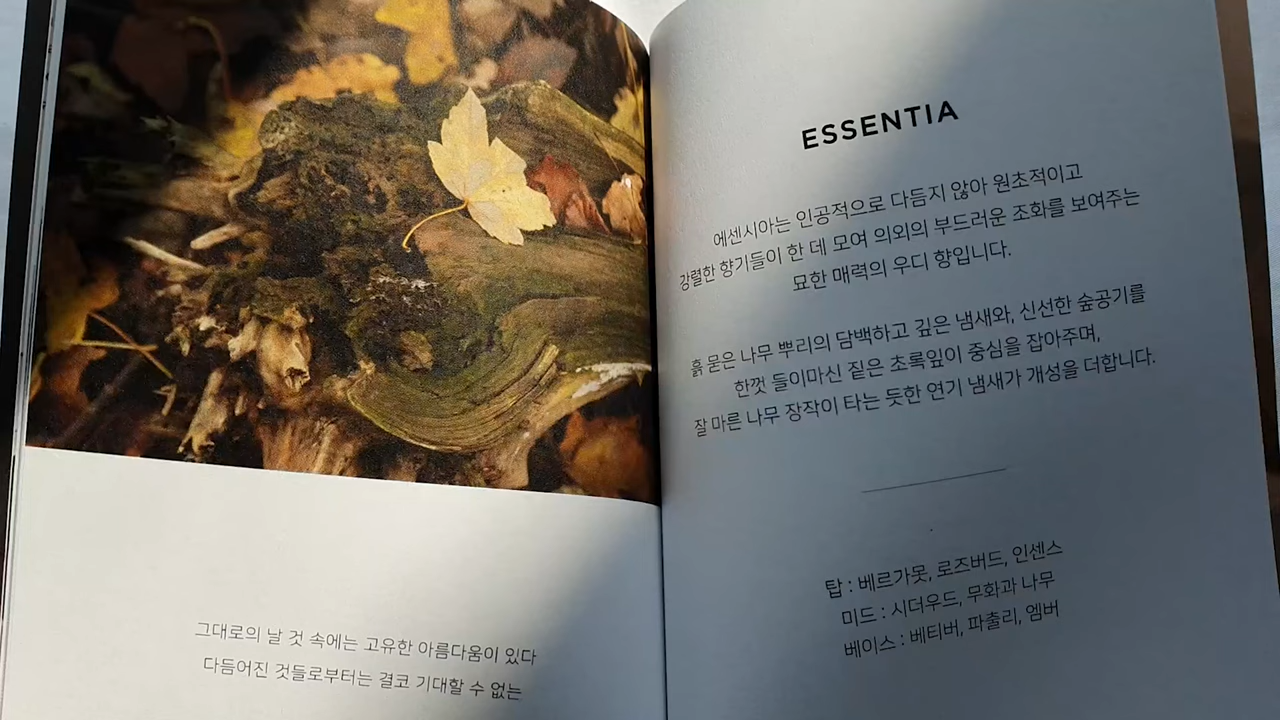 그대로의 날 것 속에는 고유한 아름다움이 있다
다듬어진 것들로부터는 결코 기대할 수 없는
ESSENTIA
에센시아는 인공적으로 다듬지 않아 원초적이고
강렬한 향기들이 한 데 모여 의외의 부드러운 조화를 보여주는
묘한 매력의 우디 향입니다.
흙 묻은 나무 뿌리의 담백하고 깊은 냄새와, 신선한 숲공기를
한껏 들이마신 짙은 초록잎이 중심을 잡아주며,
잘 마른 나무 장작이 타는 듯한 연기 냄새가 개성을 더합니다.
탑 : 베르가못, 로즈버드, 인센스
미드 : 시더우드, 무화과 나무
베이스 : 베티버, 파출리, 엠버